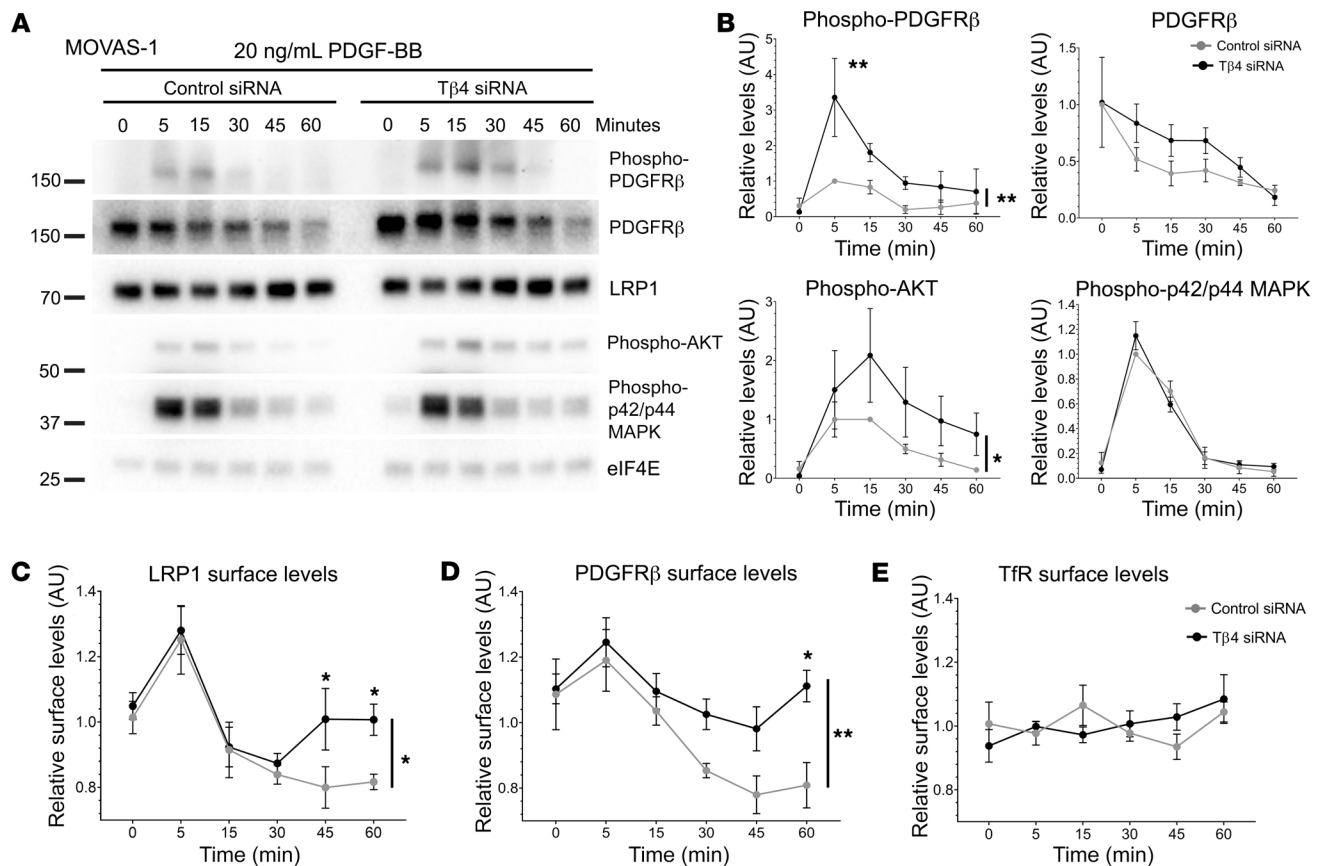 A
MOVAS-1
20 ng/mL PDGF-BB
Control siRNA
Tβ4 siRNA
0 5 15 30 45 60 0 5 15 30 45 60 Minutes
150
Phospho-
PDGFRβ
150
PDGFRβ
70
LRP1
Phospho-AKT
50
Phospho-
p42/p44
MAPK
37
eIF4E
25
B
Phospho-PDGFRβ
Relative levels (AU)
5
4
3
2
1
0
**
**
0 5 15 30 45 60
Time (min)
PDGFRβ
Control siRNA
Tβ4 siRNA
Relative levels (AU)
1.5
1.0
0.5
0.0
0 5 15 30 45 60
Time (min)
Phospho-AKT
Relative levels (AU)
3
2
1
0
*
0 5 15 30 45 60
Time (min)
Phospho-p42/p44 MAPK
Relative levels (AU)
1.4
1.2
1.0
0.8
0.6
0.4
0.2
0.0
0 5 15 30 45 60
Time (min)
C
LRP1 surface levels
Relative surface levels (AU)
1.4
1.2
1.0
0.8
* *
*
0 5 15 30 45 60
Time (min)
D
PDGFRβ surface levels
Relative surface levels (AU)
1.4
1.2
1.0
0.8
*
**
0 5 15 30 45 60
Time (min)
E
TfR surface levels
Control siRNA
Tβ4 siRNA
Relative surface levels (AU)
1.4
1.2
1.0
0.8
0 5 15 30 45 60
Time (min)